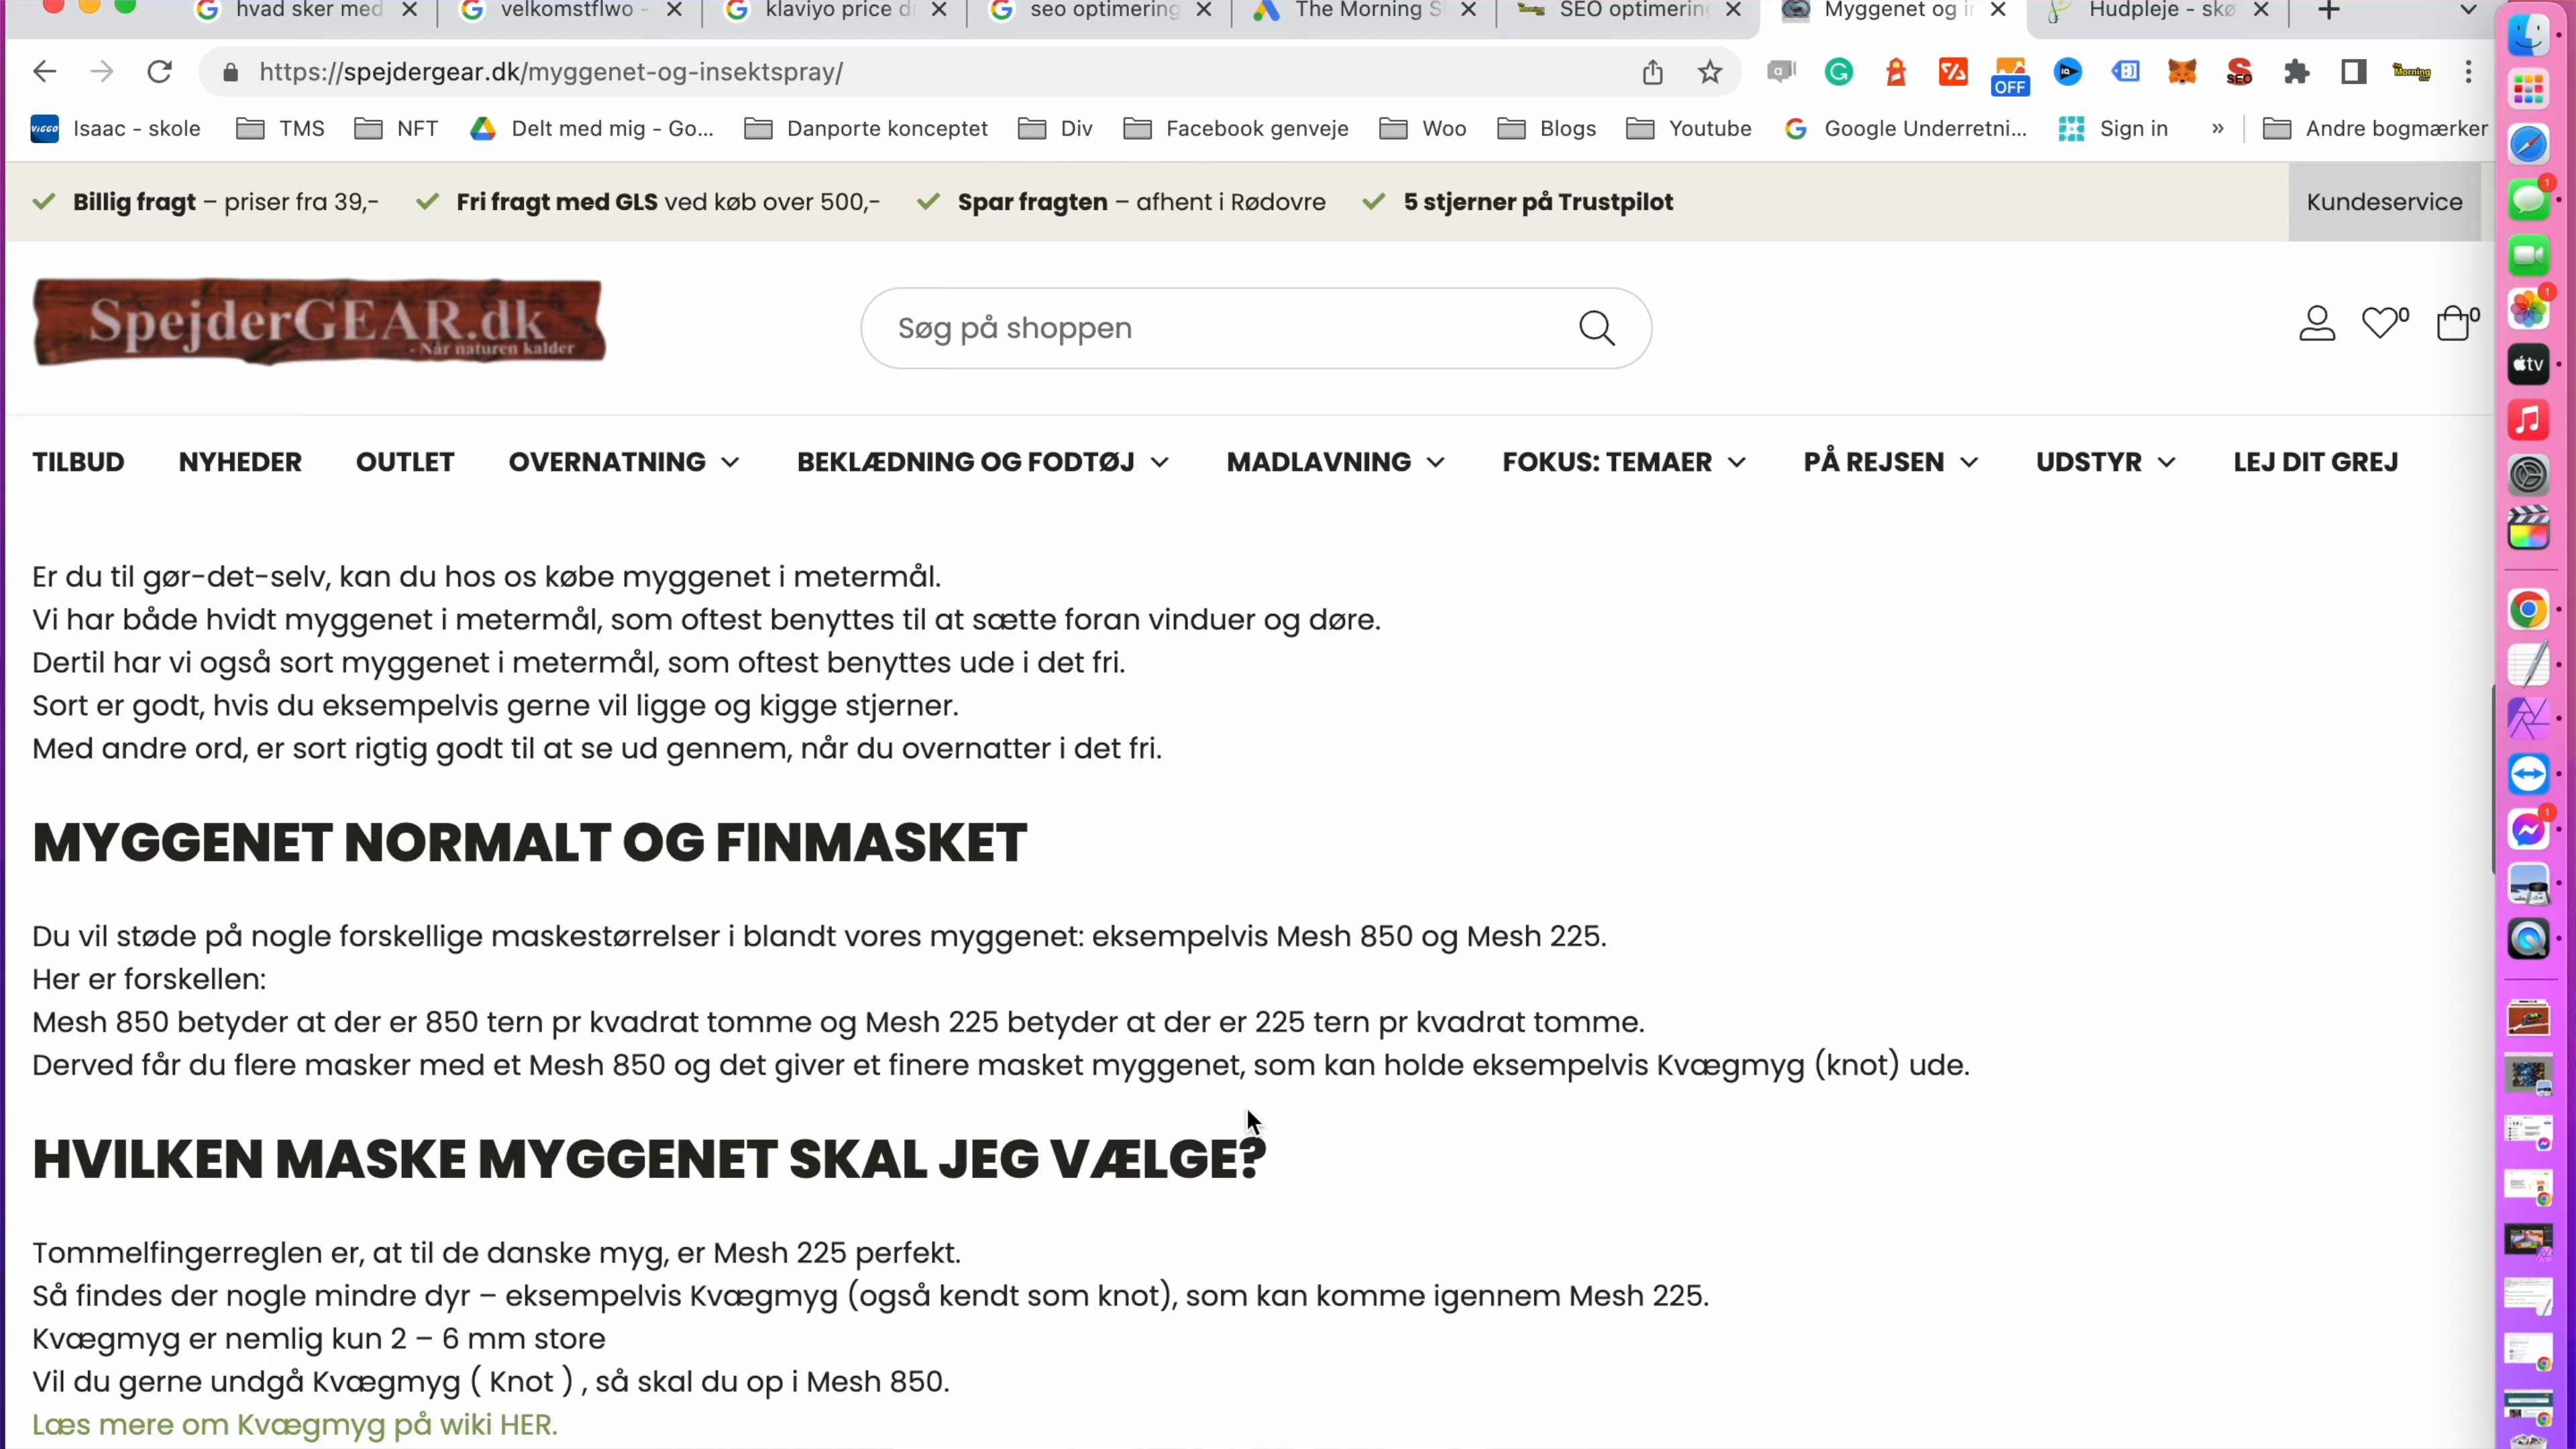 hvad sker med
velkomstflwo -
klaviyo price d
seo optimering
The Morning S
SEO optimering
Myggenet og i
Hudpleje - skø
https://spejdergear.dk/myggenet-og-insektspray/
OFF
SEO
Morning
VIGGO Isaac - skole
TMS
NFT
Delt med mig - Go...
Danporte konceptet
Div
Facebook genveje
Woo
Blogs
Youtube
Google Underretni...
Sign in
»
Andre bogmærker
Billig fragt – priser fra 39,-
Fri fragt med GLS ved køb over 500,-
Spar fragten – afhent i Rødovre
5 stjerner på Trustpilot
Kundeservice
SpejderGEAR.dk
- Når naturen kalder
Søg på shoppen
0
0
TILBUD
NYHEDER
OUTLET
OVERNATNING
BEKLÆDNING OG FODTØJ
MADLAVNING
FOKUS: TEMAER
PÅ REJSEN
UDSTYR
LEJ DIT GREJ
Er du til gør-det-selv, kan du hos os købe myggenet i metermål.
Vi har både hvidt myggenet i metermål, som oftest benyttes til at sætte foran vinduer og døre.
Dertil har vi også sort myggenet i metermål, som oftest benyttes ude i det fri.
Sort er godt, hvis du eksempelvis gerne vil ligge og kigge stjerner.
Med andre ord, er sort rigtig godt til at se ud gennem, når du overnatter i det fri.
MYGGENET NORMALT OG FINMASKET
Du vil støde på nogle forskellige maskestørrelser i blandt vores myggenet: eksempelvis Mesh 850 og Mesh 225.
Her er forskellen:
Mesh 850 betyder at der er 850 tern pr kvadrat tomme og Mesh 225 betyder at der er 225 tern pr kvadrat tomme.
Derved får du flere masker med et Mesh 850 og det giver et finere masket myggenet, som kan holde eksempelvis Kvægmyg (knot) ude.
HVILKEN MASKE MYGGENET SKAL JEG VÆLGE?
Tommelfingerreglen er, at til de danske myg, er Mesh 225 perfekt.
Så findes der nogle mindre dyr – eksempelvis Kvægmyg (også kendt som knot), som kan komme igennem Mesh 225.
Kvægmyg er nemlig kun 2 – 6 mm store
Vil du gerne undgå Kvægmyg ( Knot ) , så skal du op i Mesh 850.
Læs mere om Kvægmyg på wiki HER.
1
1
tv
1